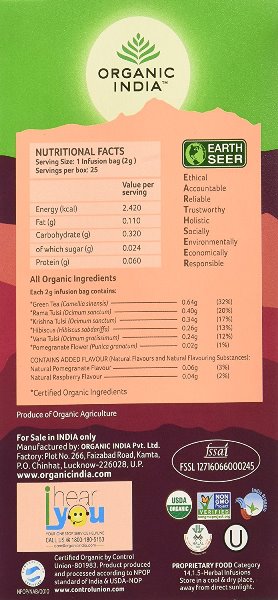 ORGANIC
INDIA™
NUTRITIONAL FACTS
Serving Size: 1 Infusion bag (2g)
Servings per box: 25
Value per
serving
Energy (kcal) 2.420
Fat (g) 0.110
Carbohydrate (g) 0.320
of which sugar (g) 0.024
Protein (g) 0.060
EARTH
SEER
Ethical
Accountable
Reliable
Trustworthy
Holistic
Socially
Environmentally
Economically
Responsible
All Organic Ingredients
Each 2g infusion bag contains:
*Green Tea (Camellia sinensis) 0.64g (32%)
*Rama Tulsi (Ocimum sanctum) 0.40g (20%)
*Krishna Tulsi (Ocimum sanctum) 0.34g (17%)
*Hibiscus (Hibiscus sabdariffa) 0.26g (13%)
*Vana Tulsi (Ocimum gratissimum) 0.24g (12%)
*Pomegranate Flower (Punica granatum) 0.02g (1%)
CONTAINS ADDED FLAVOUR (Natural Flavours and Natural Flavouring Substances):
Natural Pomegranate Flavour 0.06g (3%)
Natural Raspberry Flavour 0.04g (2%)
*Certified Organic Ingredients
Produce of Organic Agriculture
For Sale in INDIA only
Manufactured by: ORGANIC INDIA Pvt. Ltd.
Factory: Plot No. 266, Faizabad Road, Kamta,
P.O. Chinhat, Lucknow-226028, U.P.
www.organicindia.com
fssai
FSSL 12716066000245
i hear
you
CALL US 1800-180-5153
USDA
ORGANIC
NON
GMO
VERIFIED
U
NPOP/NAB/0010
Certified Organic by Control
Union-801983. Product produced
and processed according to NPOP
standard of India & USDA-NOP
www.controlunion.com
PROPRIETARY FOOD Category
14.1.5 - Herbal Infusions
Store in a cool & dry place,
away from direct sunlight.